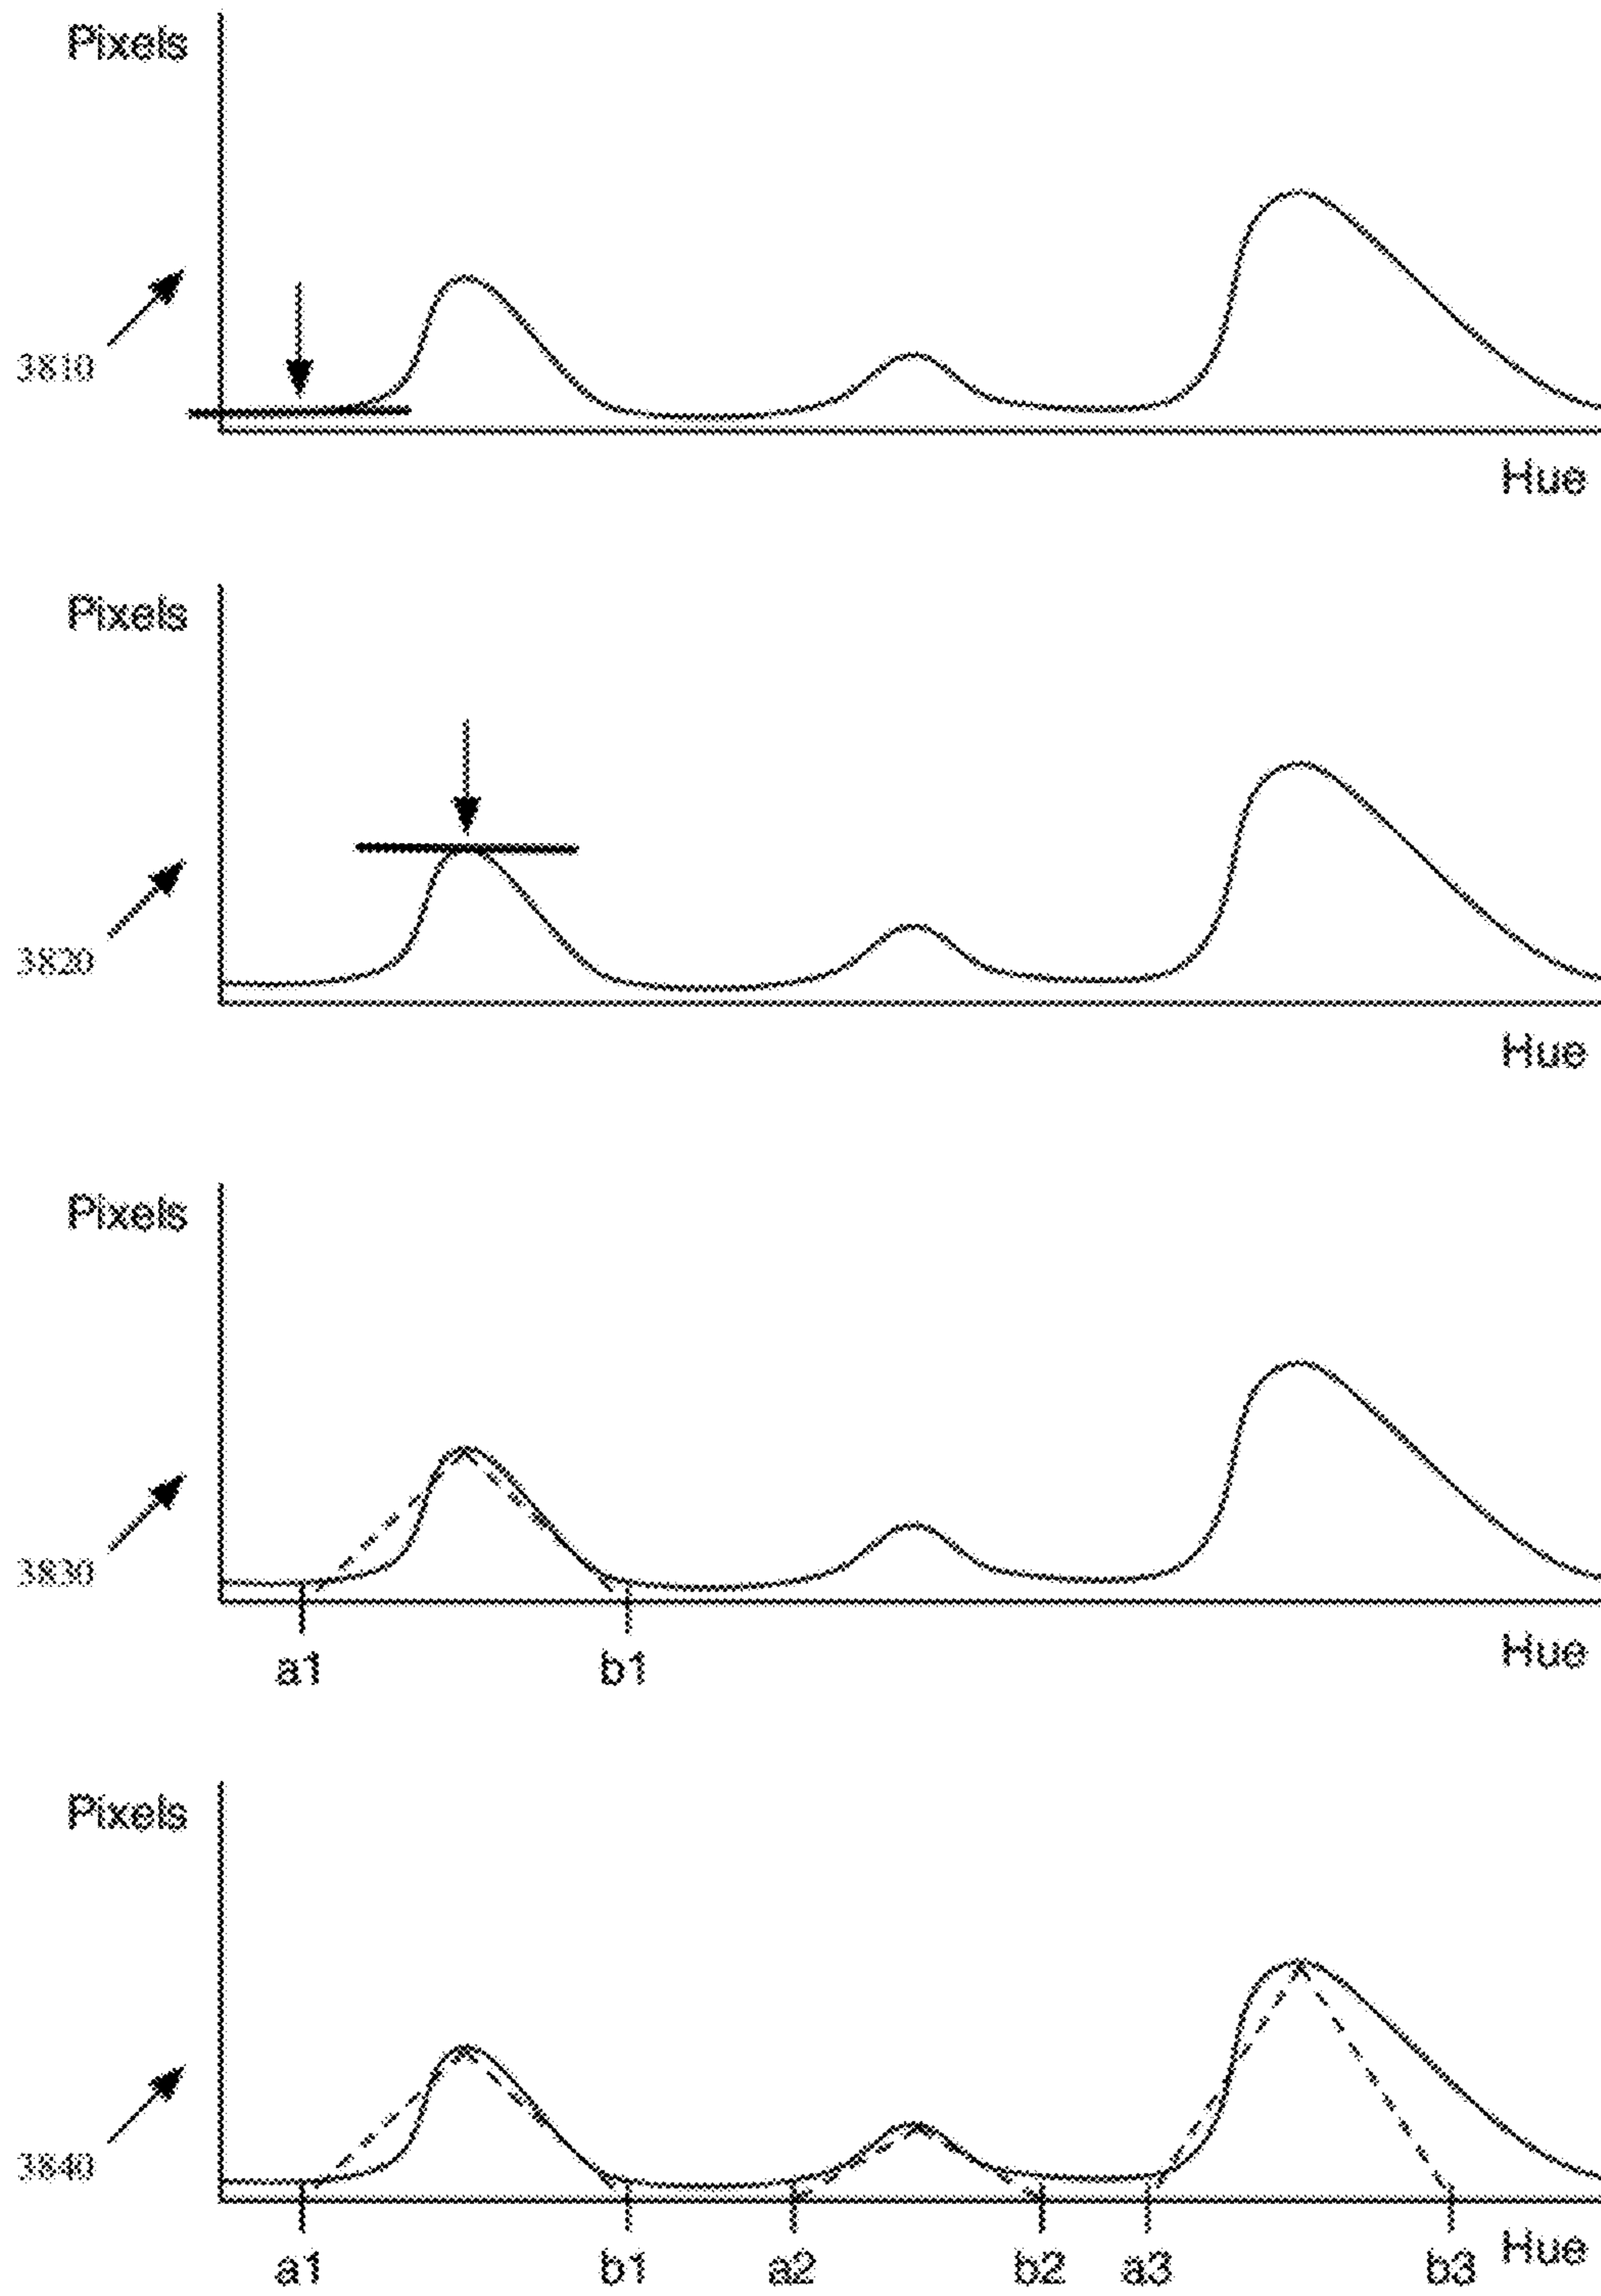 Pixels
3810
Hue
Pixels
3820
Hue
Pixels
3830
a1 b1 Hue
Pixels
3840
a1 b1 a2 b2 a3 b3 Hue